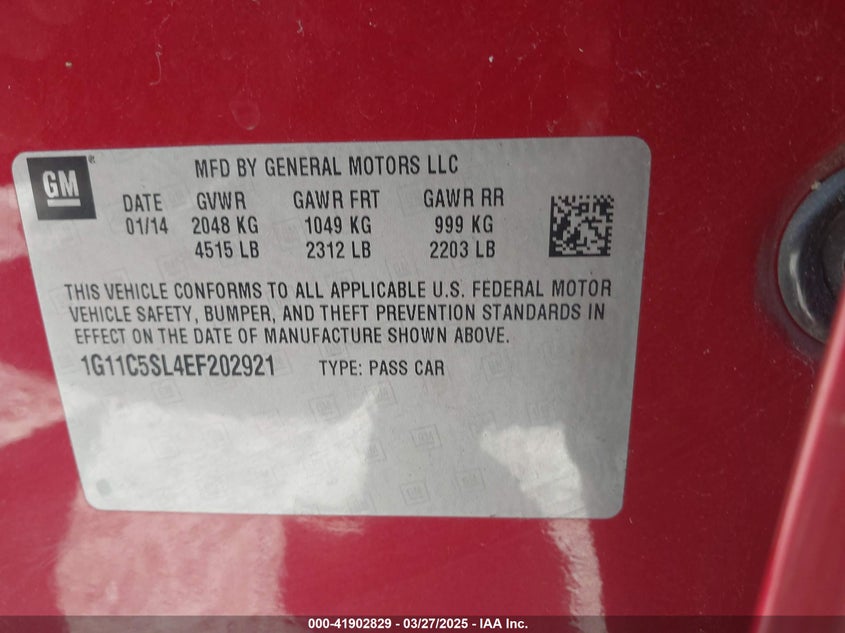 GM
MFD BY GENERAL MOTORS LLC
DATE GVWR GAWR FRT GAWR RR
01/14 2048 KG 1049 KG 999 KG
4515 LB 2312 LB 2203 LB
THIS VEHICLE CONFORMS TO ALL APPLICABLE U.S. FEDERAL MOTOR
VEHICLE SAFETY, BUMPER, AND THEFT PREVENTION STANDARDS IN
EFFECT ON THE DATE OF MANUFACTURE SHOWN ABOVE.
1G11C5SL4EF202921 TYPE: PASS CAR
000-41902829 - 03/27/2025 - IAA Inc.